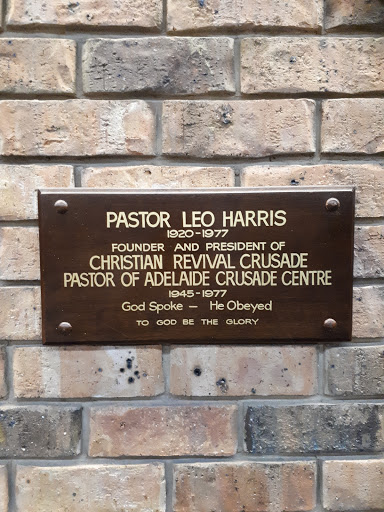 PASTOR LEO HARRIS
1920-1977
FOUNDER AND PRESIDENT OF
CHRISTIAN REVIVAL CRUSADE
PASTOR OF ADELAIDE CRUSADE CENTRE
1945-1977
God Spoke — He Obeyed
TO GOD BE THE GLORY